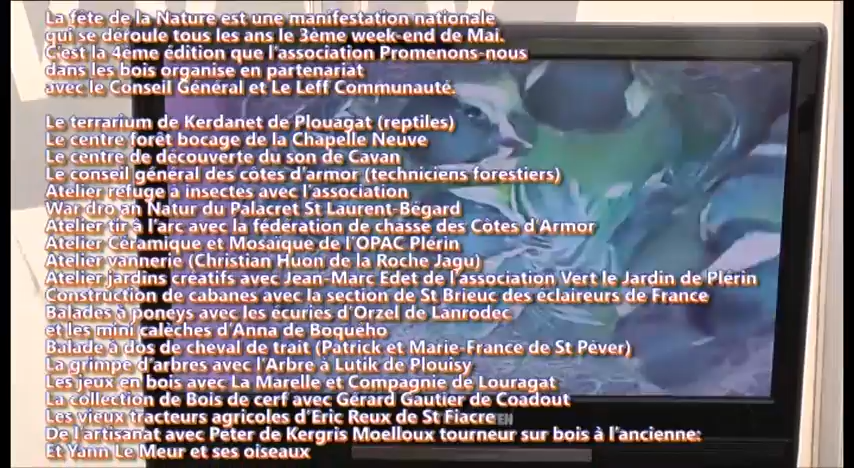 La fête de la Nature est une manifestation nationale
qui se déroule tous les ans le 3ème week-end de Mai.
C'est la 4ème édition que l'association Promenons-nous
dans les bois organise en partenariat
avec le Conseil Général et Le Leff Communauté.
Le terrarium de Kerdanet de Plouagat (reptiles)
Le centre forêt bocage de la Chapelle Neuve
Le centre de découverte du son de Cavan
Le conseil général des côtes d'armor (techniciens forestiers)
Atelier refuge à insectes avec l'association
War dro an Natur du Palacret St Laurent-Bégard
Atelier tir à l'arc avec la fédération de chasse des Côtes d'Armor
Atelier Céramique et Mosaïque de l'OPAC Plérin
Atelier vannerie (Christian Huon de la Roche Jagu)
Atelier jardins créatifs avec Jean-Marc Edet de l'association Vert le Jardin de Plérin
Construction de cabanes avec la section de St Brieuc des éclaireurs de France
Balades à poneys avec les écuries d'Orzel de Lanrodec
et les mini calèches d'Anna de Boquého
Balade à dos de cheval de trait (Patrick et Marie-France de St Péver)
La grimpe d'arbres avec l'Arbre à Lutik de Plouisy
Les jeux en bois avec La Marelle et Compagnie de Louragat
La collection de Bois de cerf avec Gérard Gautier de Coadout
Les vieux tracteurs agricoles d'Eric Reux de St Fiacre
De l'artisanat avec Peter de Kergris Moelloux tourneur sur bois à l'ancienne:
Et Yann Le Meur et ses oiseaux